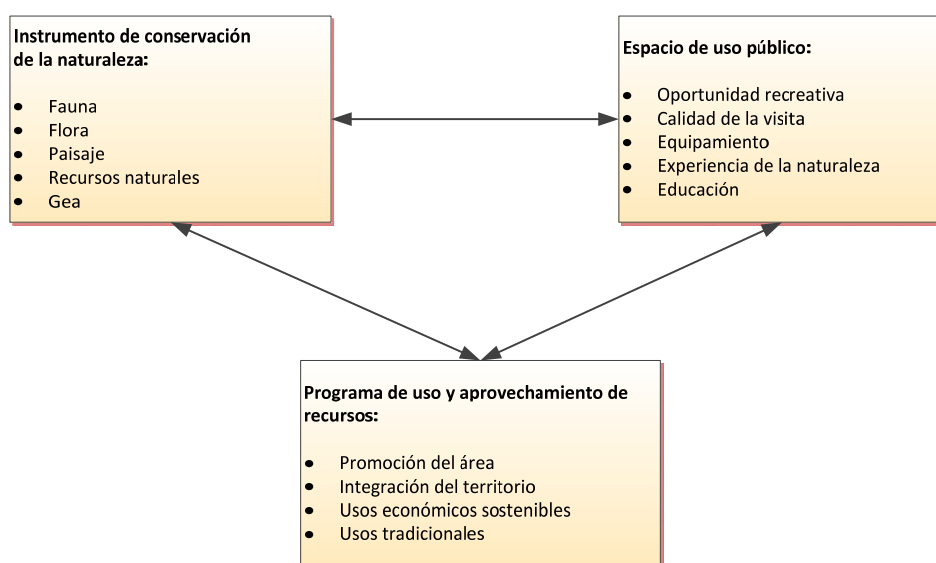 Instrumento de conservación
de la naturaleza:
• Fauna
• Flora
• Paisaje
• Recursos naturales
• Gea
Espacio de uso público:
• Oportunidad recreativa
• Calidad de la visita
• Equipamiento
• Experiencia de la naturaleza
• Educación
Programa de uso y aprovechamiento de
recursos:
• Promoción del área
• Integración del territorio
• Usos económicos sostenibles
• Usos tradicionales